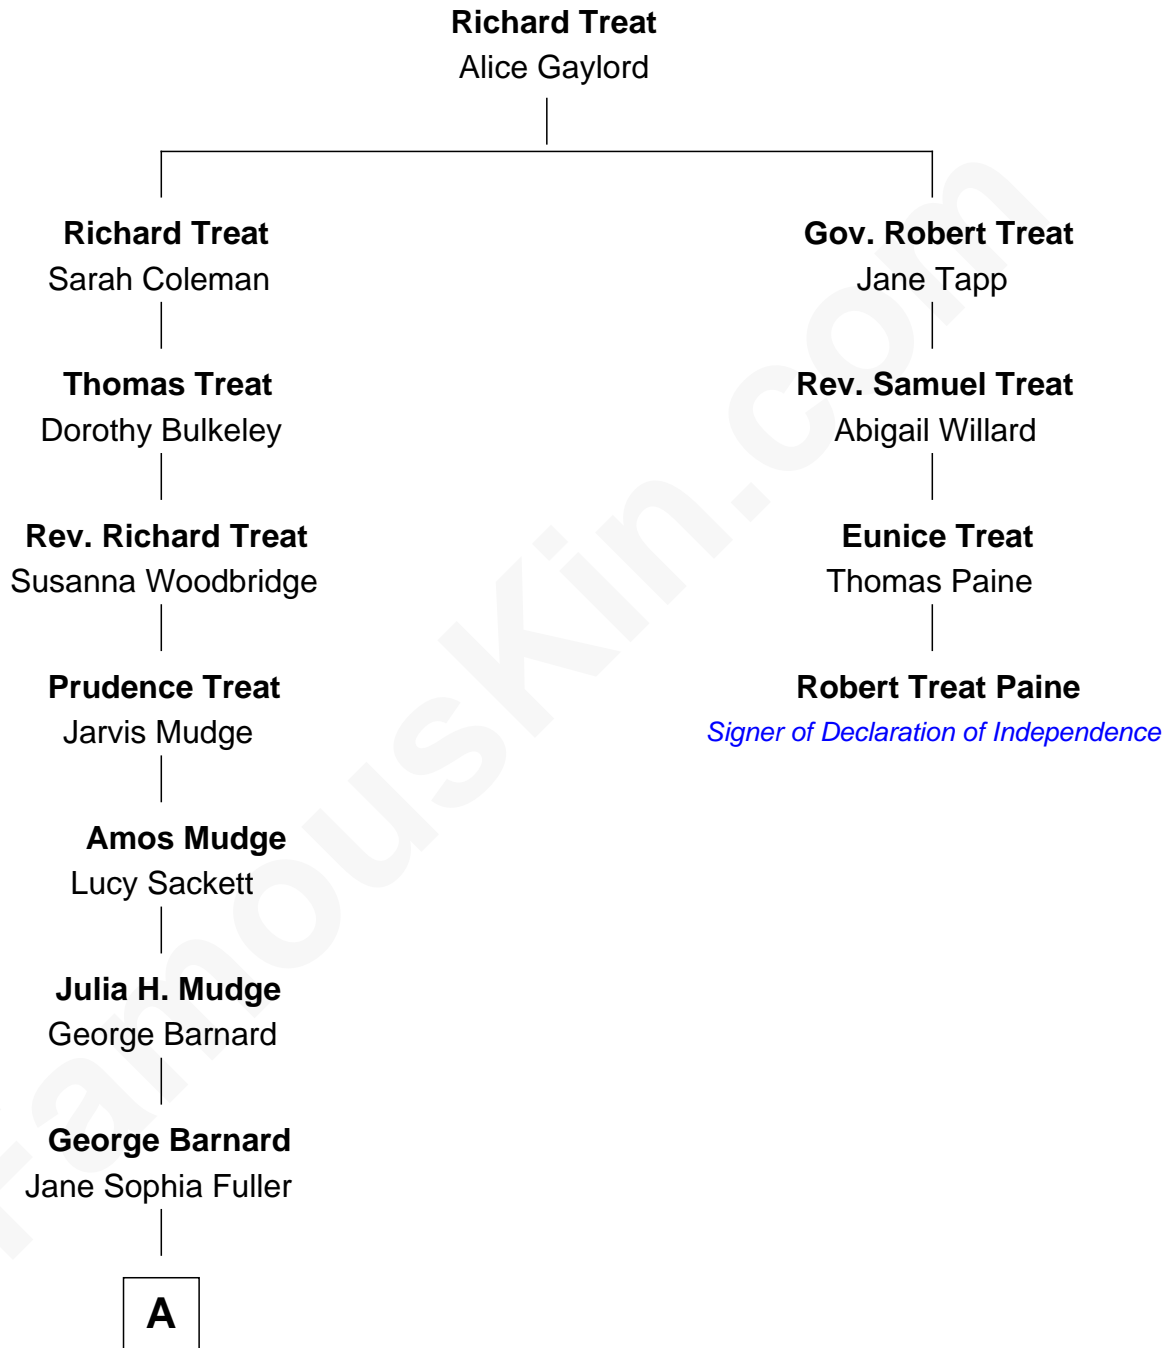 Richard Treat
Alice Gaylord
Richard Treat
Sarah Coleman
Thomas Treat
Dorothy Bulkeley
Rev. Richard Treat
Susanna Woodbridge
Prudence Treat
Jarvis Mudge
Amos Mudge
Lucy Sackett
Julia H. Mudge
George Barnard
George Barnard
Jane Sophia Fuller
A
Gov. Robert Treat
Jane Tapp
Rev. Samuel Treat
Abigail Willard
Eunice Treat
Thomas Paine
Robert Treat Paine
Signer of Declaration of Independence
FamousKin.com